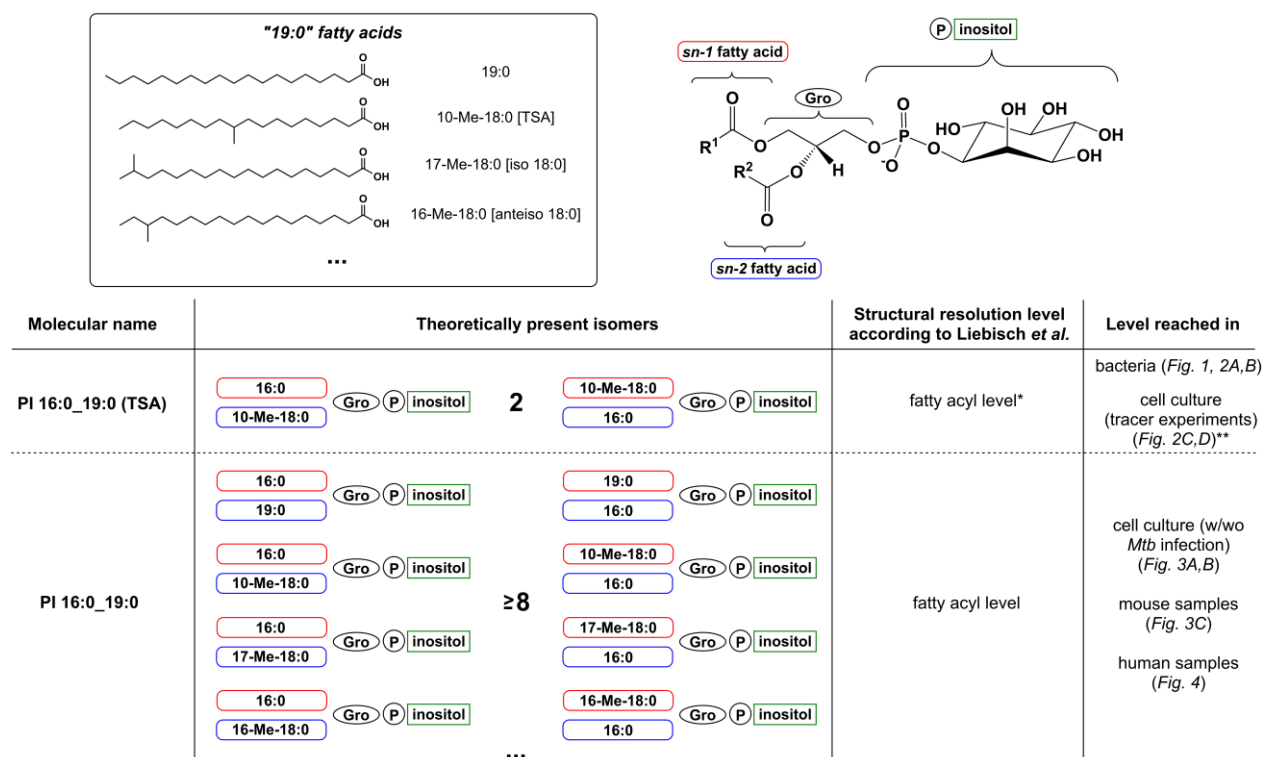 "19:0" fatty acids
O
OH
19:0
O
OH
10-Me-18:0 [TSA]
O
OH
17-Me-18:0 [iso 18:0]
O
OH
16-Me-18:0 [anteiso 18:0]
...
P inositol
sn-1 fatty acid
Gro
O
R1
O
O
O
P
-O
O
R2
O
O
H
HO
HO
OH
OH
OH
sn-2 fatty acid
Molecular name
Theoretically present isomers
Structural resolution level
according to Liebisch et al.
Level reached in
PI 16:0_19:0 (TSA)
16:0
10-Me-18:0
Gro P inositol
2
10-Me-18:0
16:0
Gro P inositol
fatty acyl level*
bacteria (Fig. 1, 2A,B)
cell culture
(tracer experiments)
(Fig. 2C,D)**
PI 16:0_19:0
16:0
19:0
Gro P inositol
19:0
16:0
Gro P inositol
16:0
10-Me-18:0
Gro P inositol
10-Me-18:0
16:0
Gro P inositol
≥8
16:0
17-Me-18:0
Gro P inositol
17-Me-18:0
16:0
Gro P inositol
16:0
16-Me-18:0
Gro P inositol
16-Me-18:0
16:0
Gro P inositol
...
fatty acyl level
cell culture (w/wo
Mtb infection)
(Fig. 3A,B)
mouse samples
(Fig. 3C)
human samples
(Fig. 4)